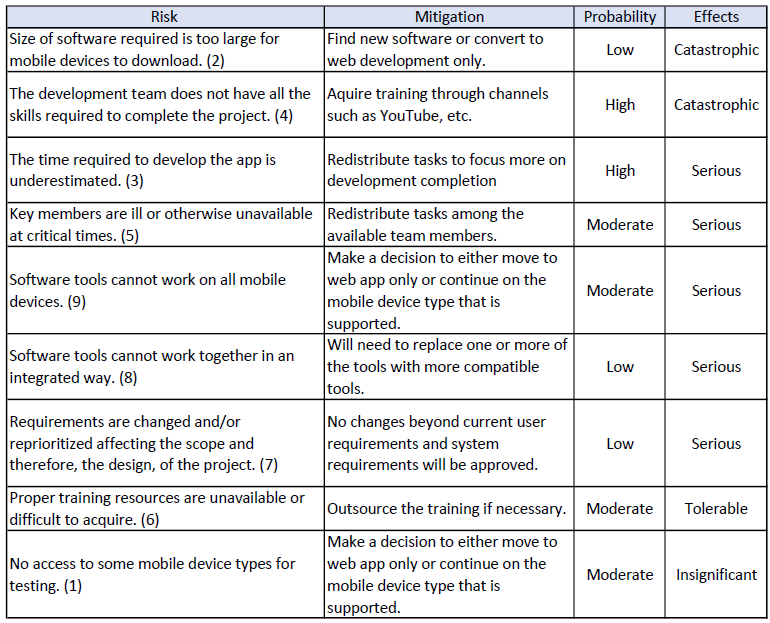 Risk Mitigation Probability Effects
Size of software required is too large for
mobile devices to download. (2)
Find new software or convert to
web development only.
Low
Catastrophic
The development team does not have all the
skills required to complete the project. (4)
Aquire training through channels
such as YouTube, etc.
High
Catastrophic
The time required to develop the app is
underestimated. (3)
Redistribute tasks to focus more on
development completion
High
Serious
Key members are ill or otherwise unavailable
at critical times. (5)
Redistribute tasks among the
available team members.
Moderate
Serious
Software tools cannot work on all mobile
devices. (9)
Make a decision to either move to
web app only or continue on the
mobile device type that is
supported.
Moderate
Serious
Software tools cannot work together in an
integrated way. (8)
Will need to replace one or more of
the tools with more compatible
tools.
Low
Serious
Requirements are changed and/or
reprioritized affecting the scope and
therefore, the design, of the project. (7)
No changes beyond current user
requirements and system
requirements will be approved.
Low
Serious
Proper training resources are unavailable or
difficult to acquire. (6)
Outsource the training if necessary.
Moderate
Tolerable
No access to some mobile device types for
testing. (1)
Make a decision to either move to
web app only or continue on the
mobile device type that is
supported.
Moderate
Insignificant